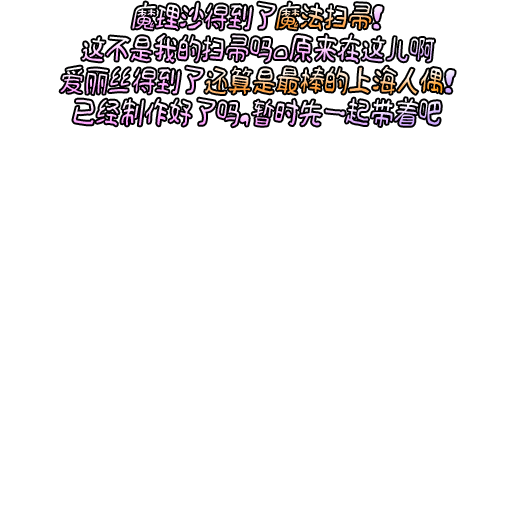 魔理沙得到了魔法扫帚!
这不是我的扫帚吗。原来在这儿啊
爱丽丝得到了还算是最棒的上海人偶!
已经制作好了吗,暂时先一起带着吧